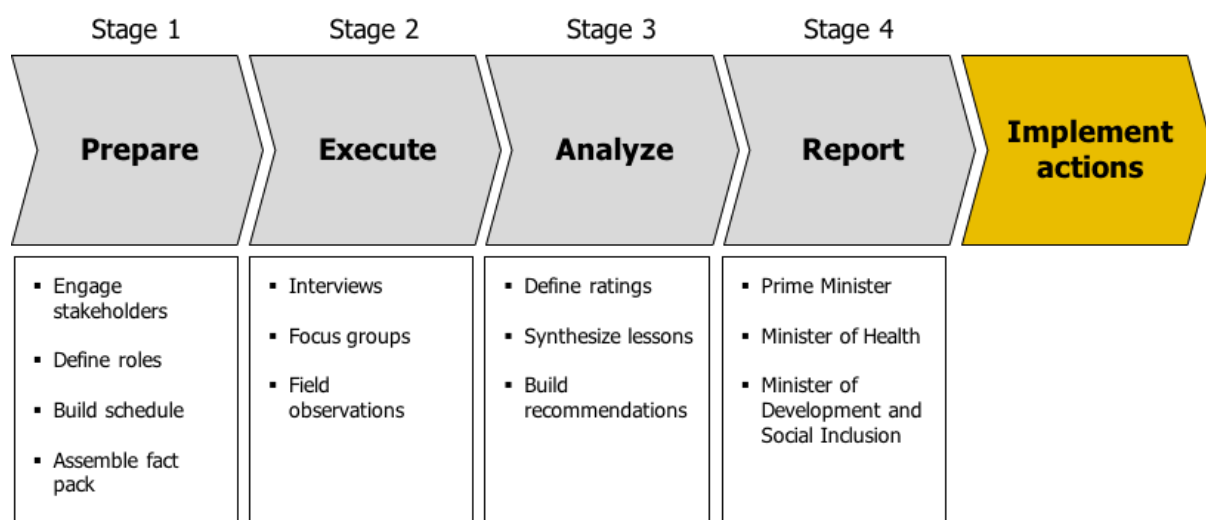 Stage 1
Stage 2
Stage 3
Stage 4
Prepare
Execute
Analyze
Report
Implement
actions
▪ Engage
stakeholders
▪ Define roles
▪ Build schedule
▪ Assemble fact
pack
▪ Interviews
▪ Focus groups
▪ Field
observations
▪ Define ratings
▪ Synthesize lessons
▪ Build
recommendations
▪ Prime Minister
▪ Minister of Health
▪ Minister of
Development and
Social Inclusion